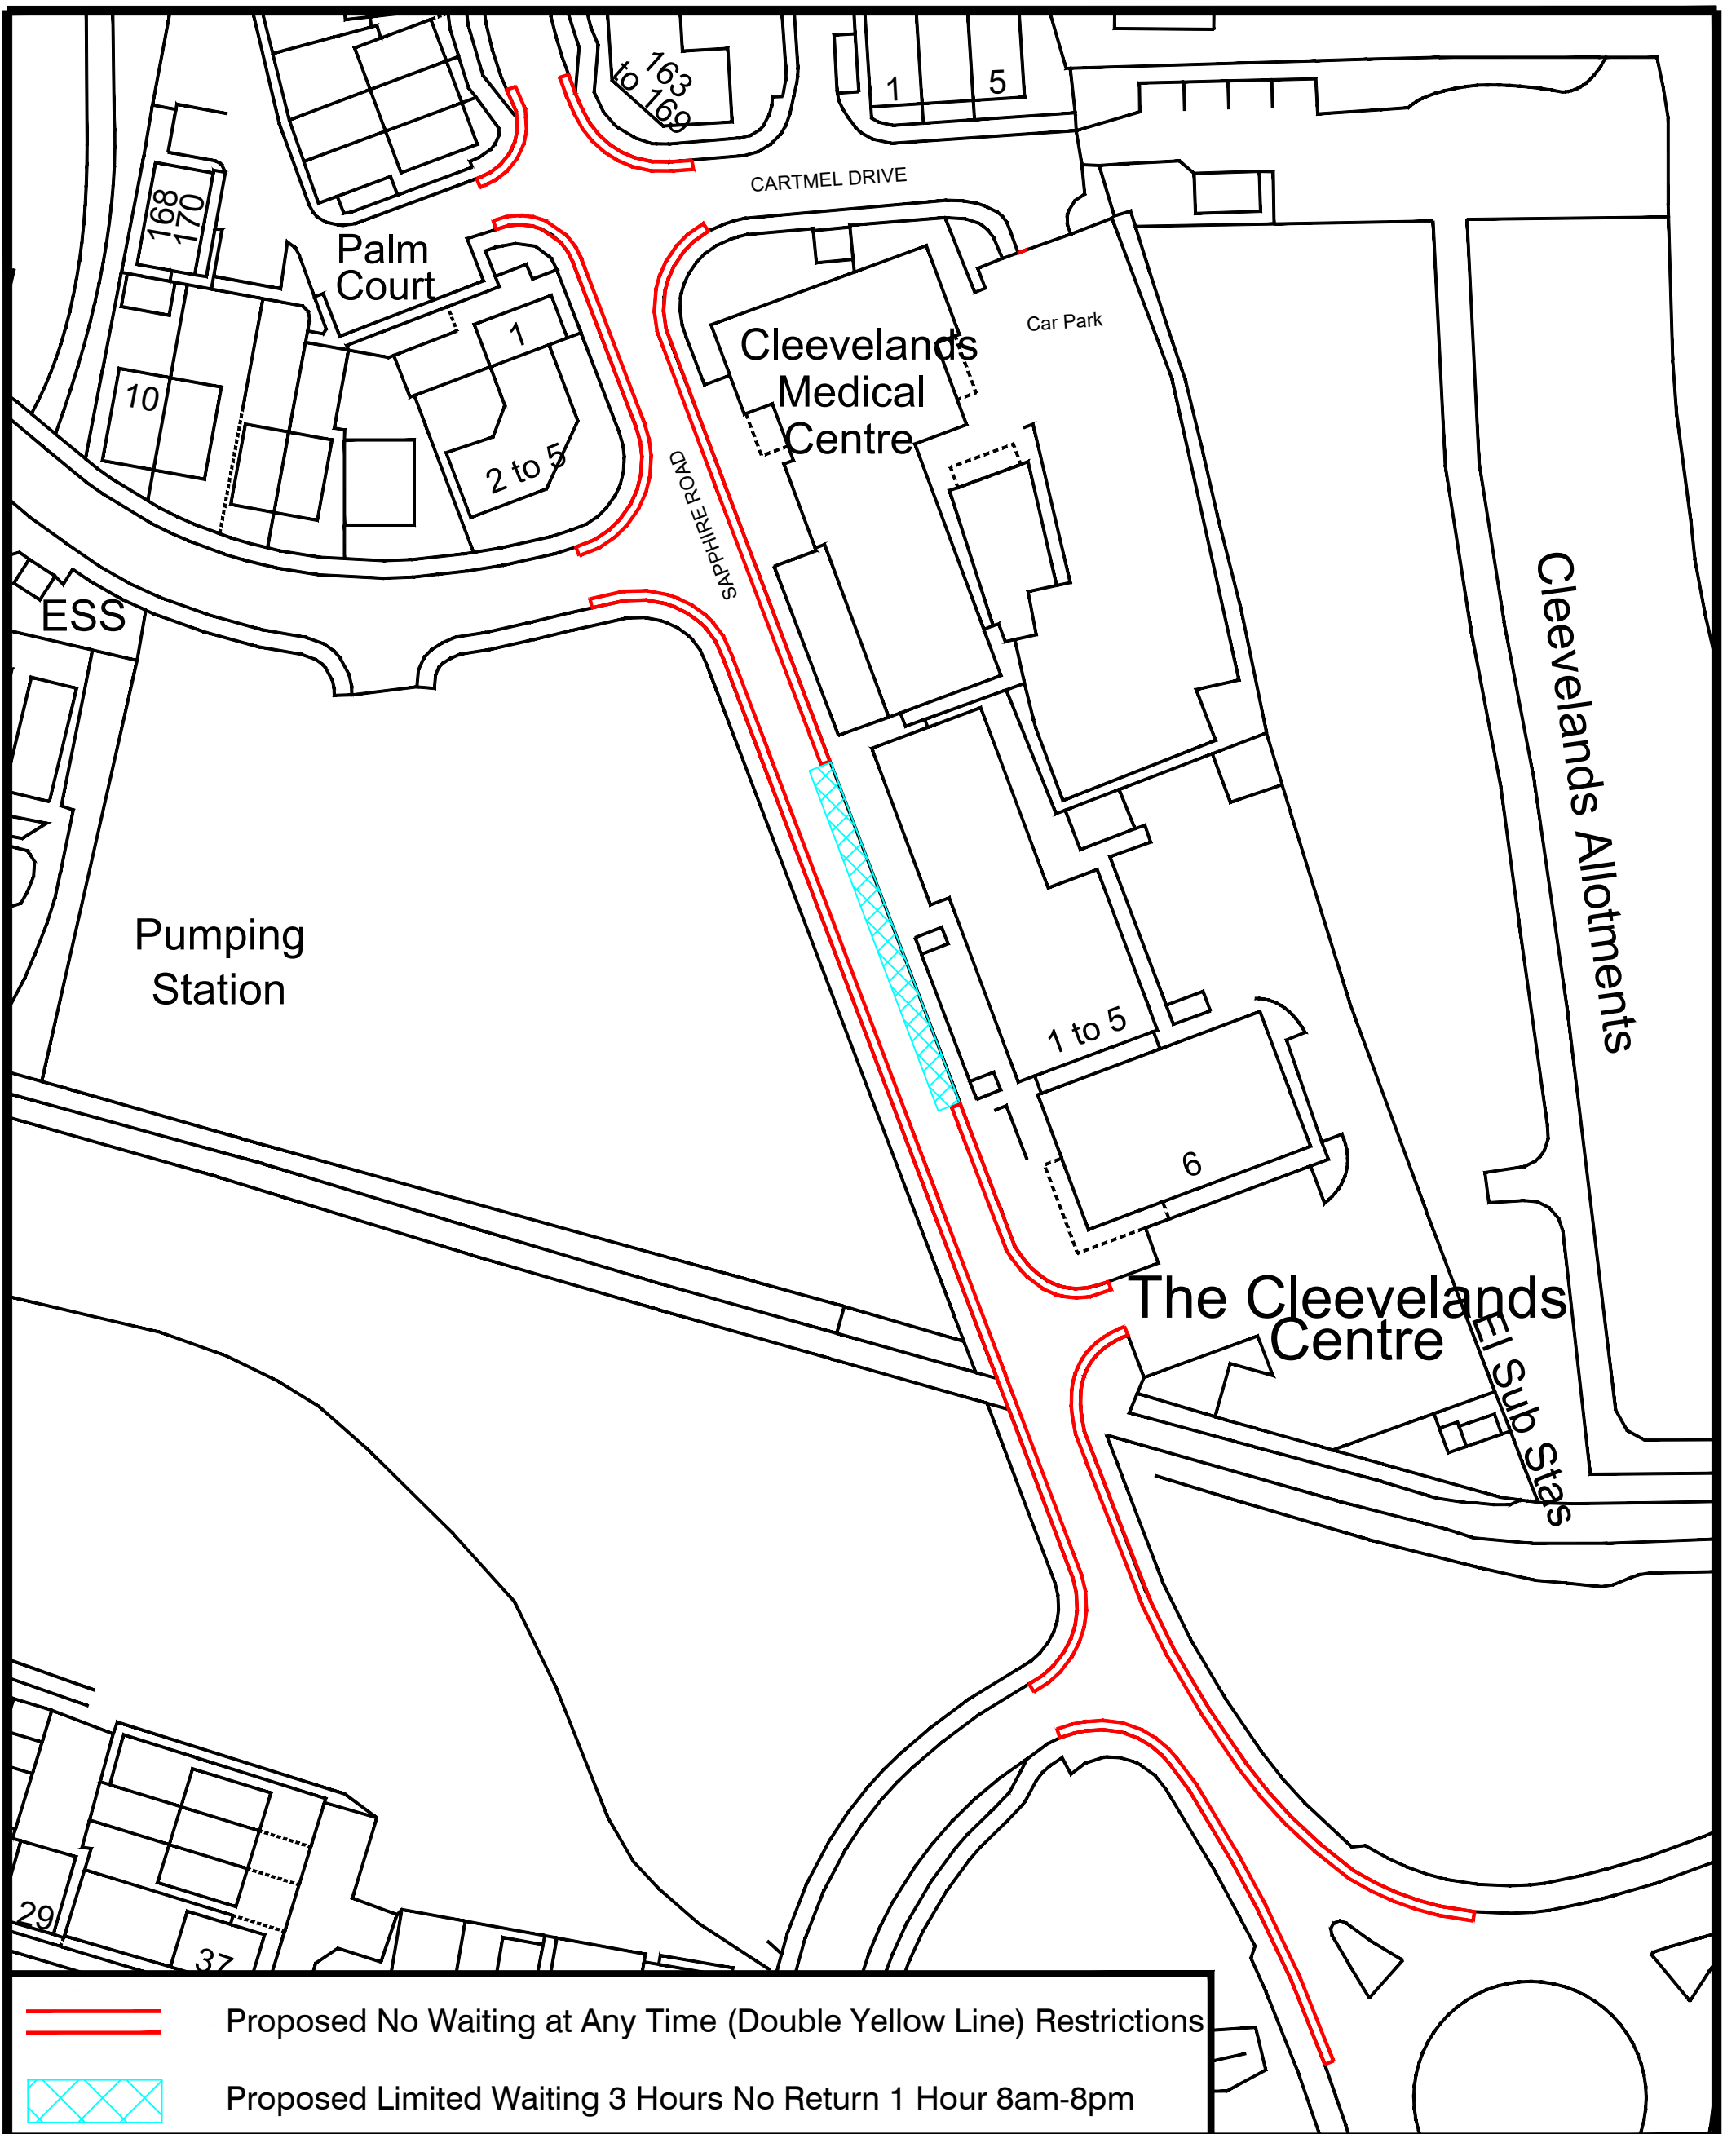 163
to 169
1
5
CARTMEL DRIVE
168
170
Palm
Court
1
Car Park
Cleevelands
Medical
Centre
10
2 to 5
SAPPHIRE ROAD
ESS
Cleevelands Allotments
Pumping
Station
1 to 5
6
The Cleevelands
Centre
El Sub Stas
29
37
Proposed No Waiting at Any Time (Double Yellow Line) Restrictions
Proposed Limited Waiting 3 Hours No Return 1 Hour 8am-8pm